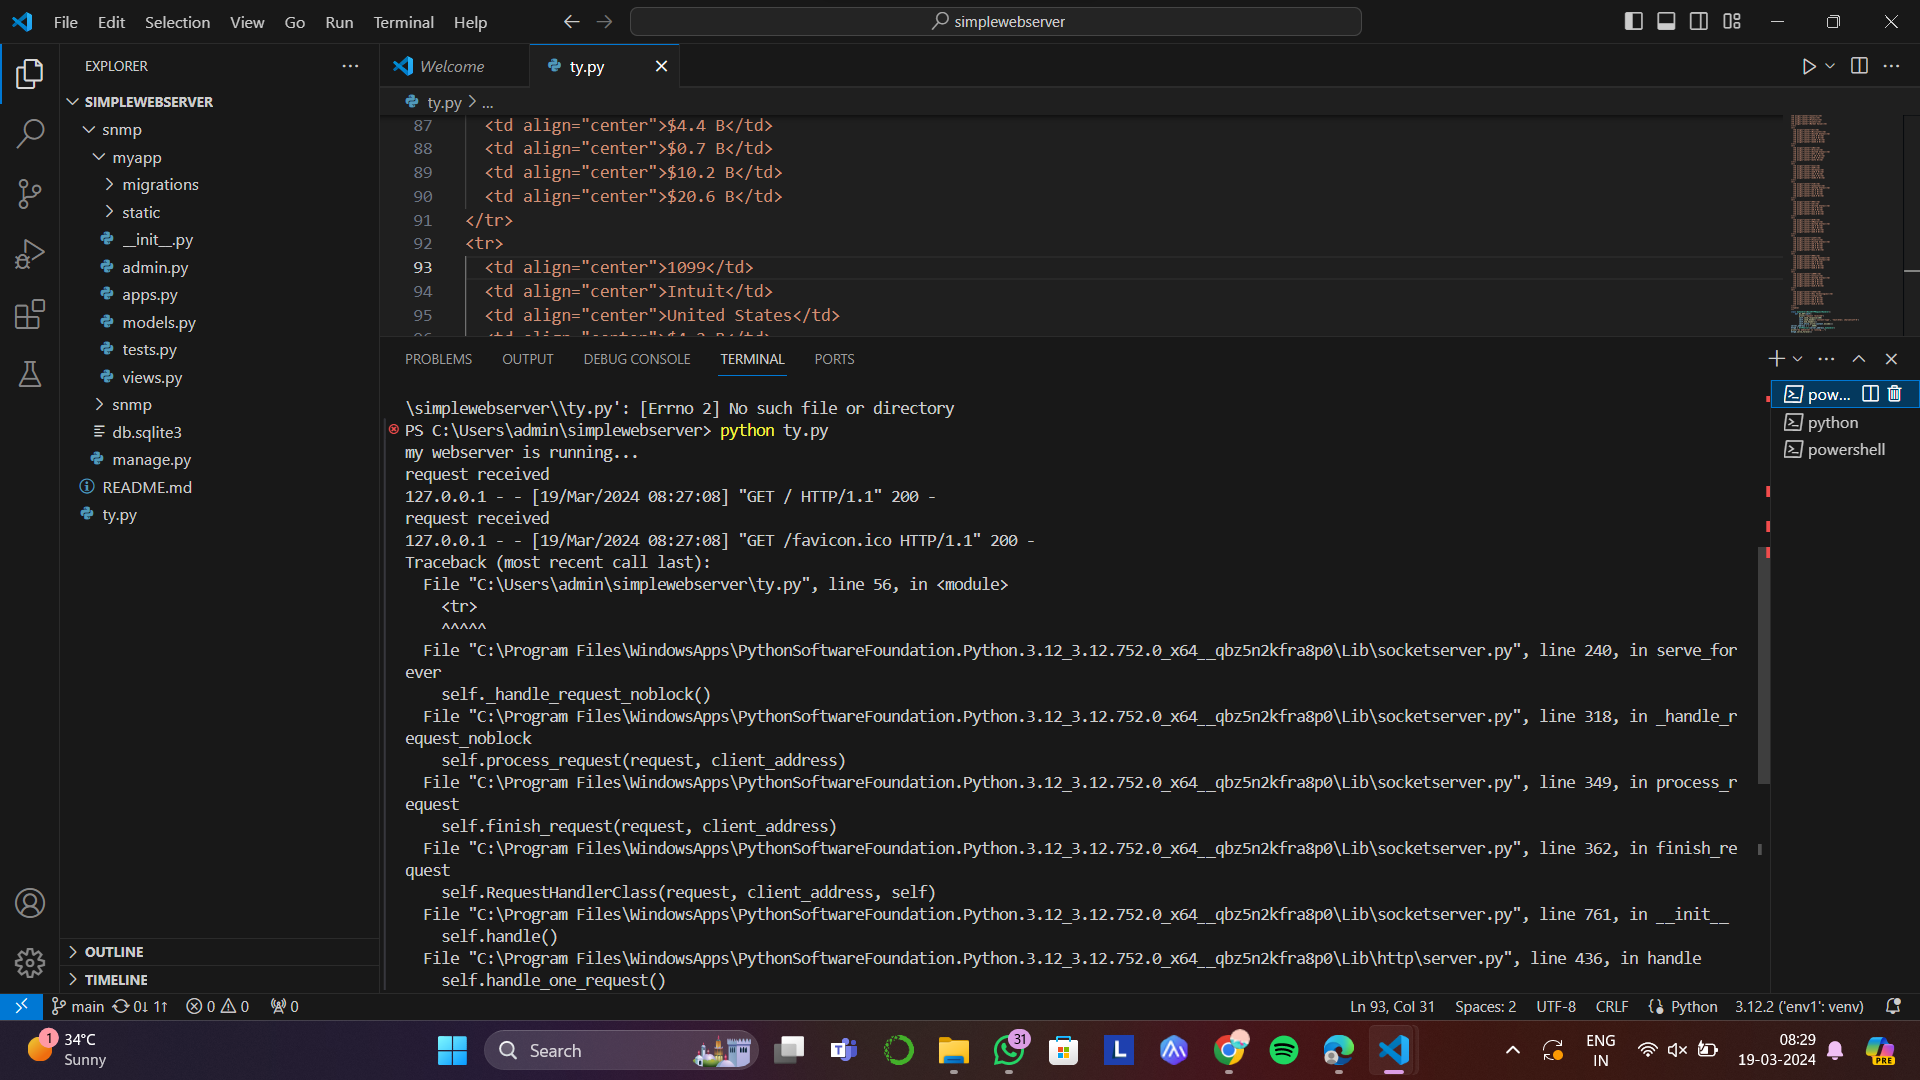 File Edit Selection View Go Run Terminal Help
simplewebserver
EXPLORER
Welcome
ty.py
SIMPLEWEBSERVER
snmp
myapp
migrations
static
__init__.py
admin.py
apps.py
models.py
tests.py
views.py
snmp
db.sqlite3
manage.py
README.md
ty.py
OUTLINE
TIMELINE
ty.py > ...
87 <td align="center">$4.4 B</td>
88 <td align="center">$0.7 B</td>
89 <td align="center">$10.2 B</td>
90 <td align="center">$20.6 B</td>
91 </tr>
92 <tr>
93 <td align="center">1099</td>
94 <td align="center">Intuit</td>
95 <td align="center">United States</td>
PROBLEMS OUTPUT DEBUG CONSOLE TERMINAL PORTS
\simplewebserver\\ty.py': [Errno 2] No such file or directory
PS C:\Users\admin\simplewebserver> python ty.py
my webserver is running...
request received
127.0.0.1 - - [19/Mar/2024 08:27:08] "GET / HTTP/1.1" 200 -
request received
127.0.0.1 - - [19/Mar/2024 08:27:08] "GET /favicon.ico HTTP/1.1" 200 -
Traceback (most recent call last):
File "C:\Users\admin\simplewebserver\ty.py", line 56, in <module>
<tr>
^^^^^
File "C:\Program Files\WindowsApps\PythonSoftwareFoundation.Python.3.12_3.12.752.0_x64__qbz5n2kfra8p0\Lib\socketserver.py", line 240, in serve_for
ever
self._handle_request_noblock()
File "C:\Program Files\WindowsApps\PythonSoftwareFoundation.Python.3.12_3.12.752.0_x64__qbz5n2kfra8p0\Lib\socketserver.py", line 318, in _handle_r
equest_noblock
self.process_request(request, client_address)
File "C:\Program Files\WindowsApps\PythonSoftwareFoundation.Python.3.12_3.12.752.0_x64__qbz5n2kfra8p0\Lib\socketserver.py", line 349, in process_r
equest
self.finish_request(request, client_address)
File "C:\Program Files\WindowsApps\PythonSoftwareFoundation.Python.3.12_3.12.752.0_x64__qbz5n2kfra8p0\Lib\socketserver.py", line 362, in finish_re
quest
self.RequestHandlerClass(request, client_address, self)
File "C:\Program Files\WindowsApps\PythonSoftwareFoundation.Python.3.12_3.12.752.0_x64__qbz5n2kfra8p0\Lib\socketserver.py", line 761, in __init__
self.handle()
File "C:\Program Files\WindowsApps\PythonSoftwareFoundation.Python.3.12_3.12.752.0_x64__qbz5n2kfra8p0\Lib\http\server.py", line 436, in handle
self.handle_one_request()
pow...
python
powershell
main 0↓ 1↑ 0 0 0
Ln 93, Col 31 Spaces: 2 UTF-8 CRLF Python 3.12.2 ('env1': venv)
1
34°C
Sunny
Search
31
ENG
IN
08:29
19-03-2024
PRE